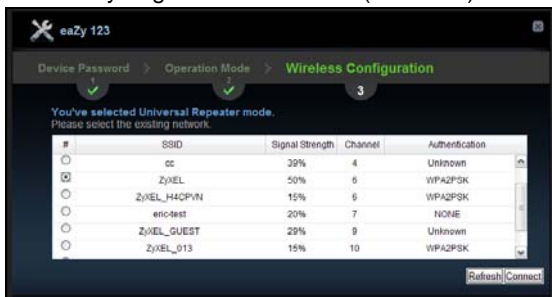 eaZy 123
Device Password > Operation Mode > Wireless Configuration
1 2 3
You've selected Universal Repeater mode.
Please select the existing network.
# SSID Signal Strength Channel Authentication
cc 39% 4 Unknown
ZyXEL 50% 6 WPA2PSK
ZyXEL_H4CPVN 15% 6 WPA2PSK
eric-test 20% 7 NONE
ZyXEL_GUEST 29% 9 Unknown
ZyXEL_013 15% 10 WPA2PSK
Refresh Connect